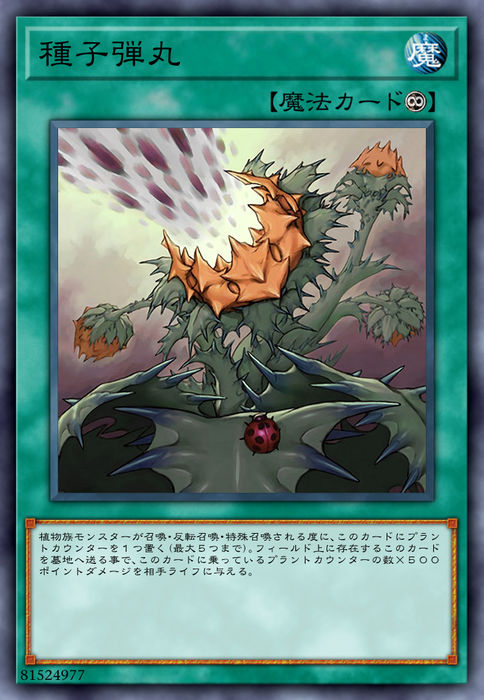 種子弾丸
魔
【魔法カード】
植物族モンスターが召喚・反転召喚・特殊召喚される度に、このカードにプラン
トカウンターを１つ置く(最大５つまで)。フィールド上に存在するこのカード
を墓地へ送る事で、このカードに乗っているプラントカウンターの数×５００
ポイントダメージを相手ライフに与える。
81524977